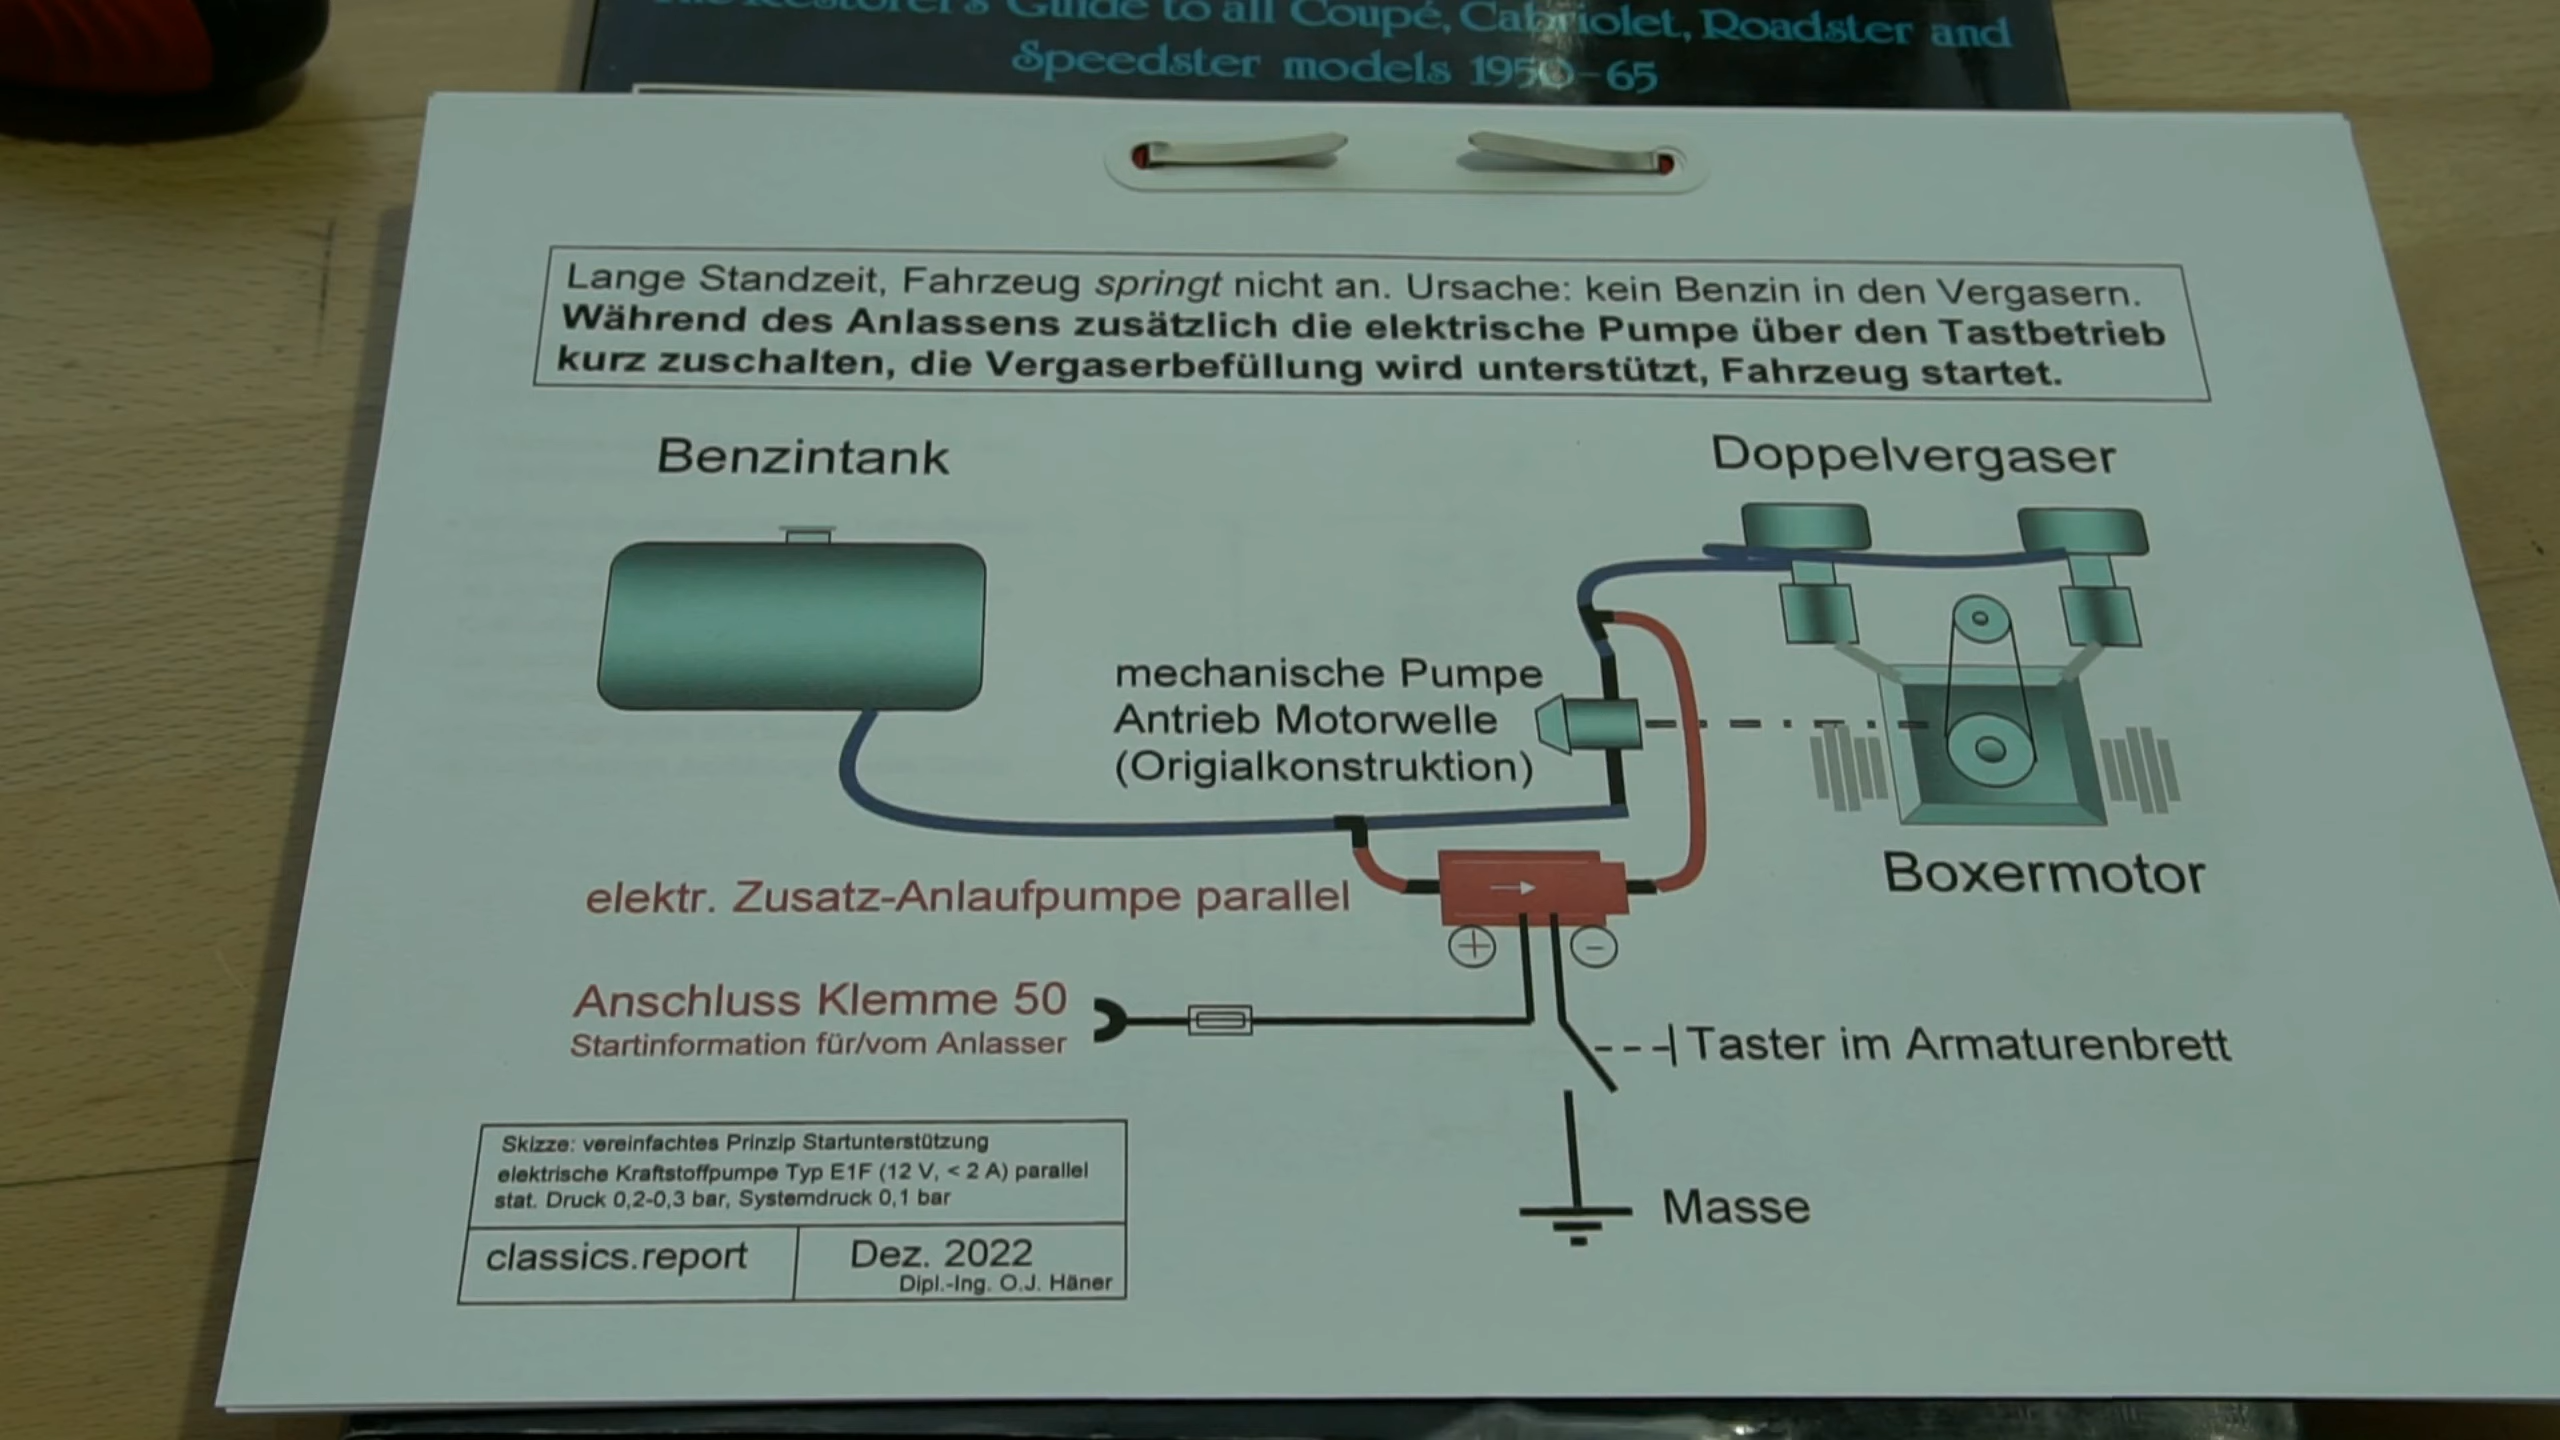 Guide to all Coupé, Cabriolet, Roadster and
Speedster models 1950-65
Lange Standzeit, Fahrzeug springt nicht an. Ursache: kein Benzin in den Vergasern.
Während des Anlassens zusätzlich die elektrische Pumpe über den Tastbetrieb
kurz zuschalten, die Vergaserbefüllung wird unterstützt, Fahrzeug startet.
Benzintank
Doppelvergaser
mechanische Pumpe
Antrieb Motorwelle
(Origialkonstruktion)
Boxermotor
elektr. Zusatz-Anlaufpumpe parallel
+ -
Anschluss Klemme 50
Startinformation für/vom Anlasser
Taster im Armaturenbrett
Masse
Skizze: vereinfachtes Prinzip Startunterstützung
elektrische Kraftstoffpumpe Typ E1F (12 V, < 2 A) parallel
stat. Druck 0,2-0,3 bar, Systemdruck 0,1 bar
classics.report
Dez. 2022
Dipl.-Ing. O.J. Häner